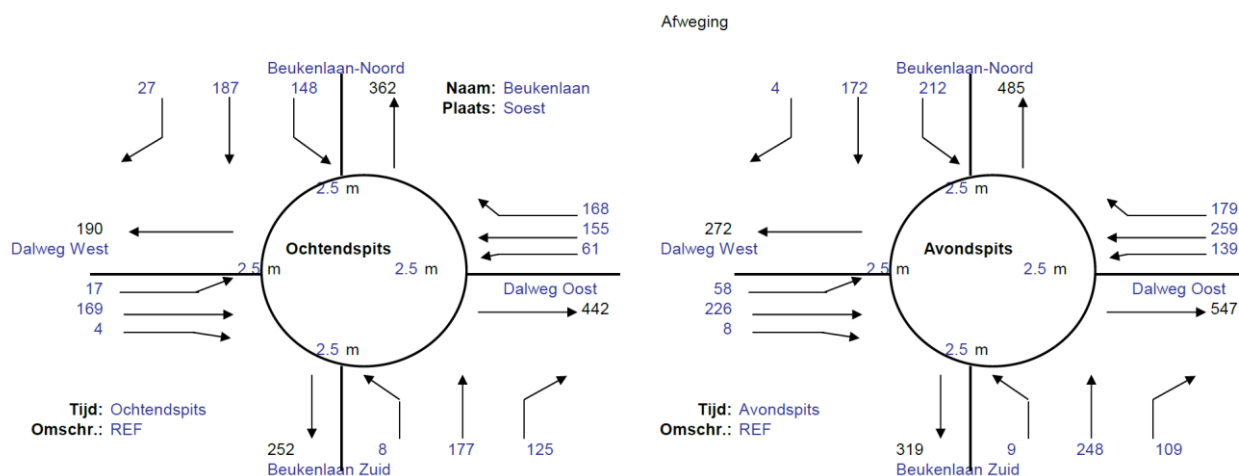 Afweging
Beukenlaan-Noord
27 187 148 362
Naam: Beukenlaan
Plaats: Soest
2.5 m
168
155
61
190
Dalweg West
Ochtendspits
2.5 m
2.5 m
17
169
4
Dalweg Oost
442
2.5 m
Tijd: Ochtendspits
Omschr.: REF
252 8 177 125
Beukenlaan Zuid
Beukenlaan-Noord
4 172 212 485
2.5 m
179
259
139
272
Dalweg West
Avondspits
2.5 m
2.5 m
58
226
8
Dalweg Oost
547
2.5 m
Tijd: Avondspits
Omschr.: REF
319 9 248 109
Beukenlaan Zuid